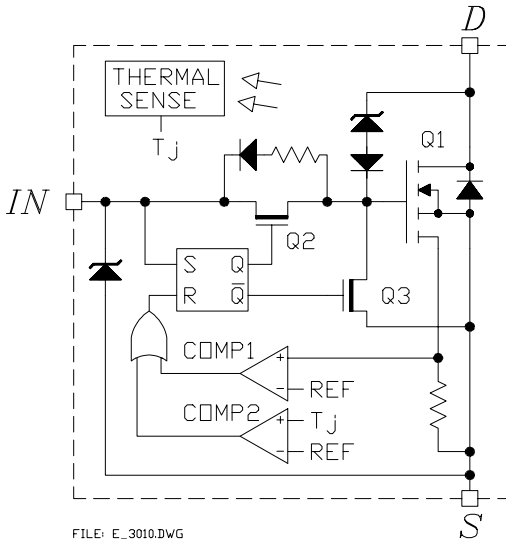 D
THERMAL
SENSE
Tj
Q1
IN
Q2
S Q
R Q̅
Q3
COMP1
+
- REF
COMP2
+ Tj
- REF
S
FILE: E_3010.DWG